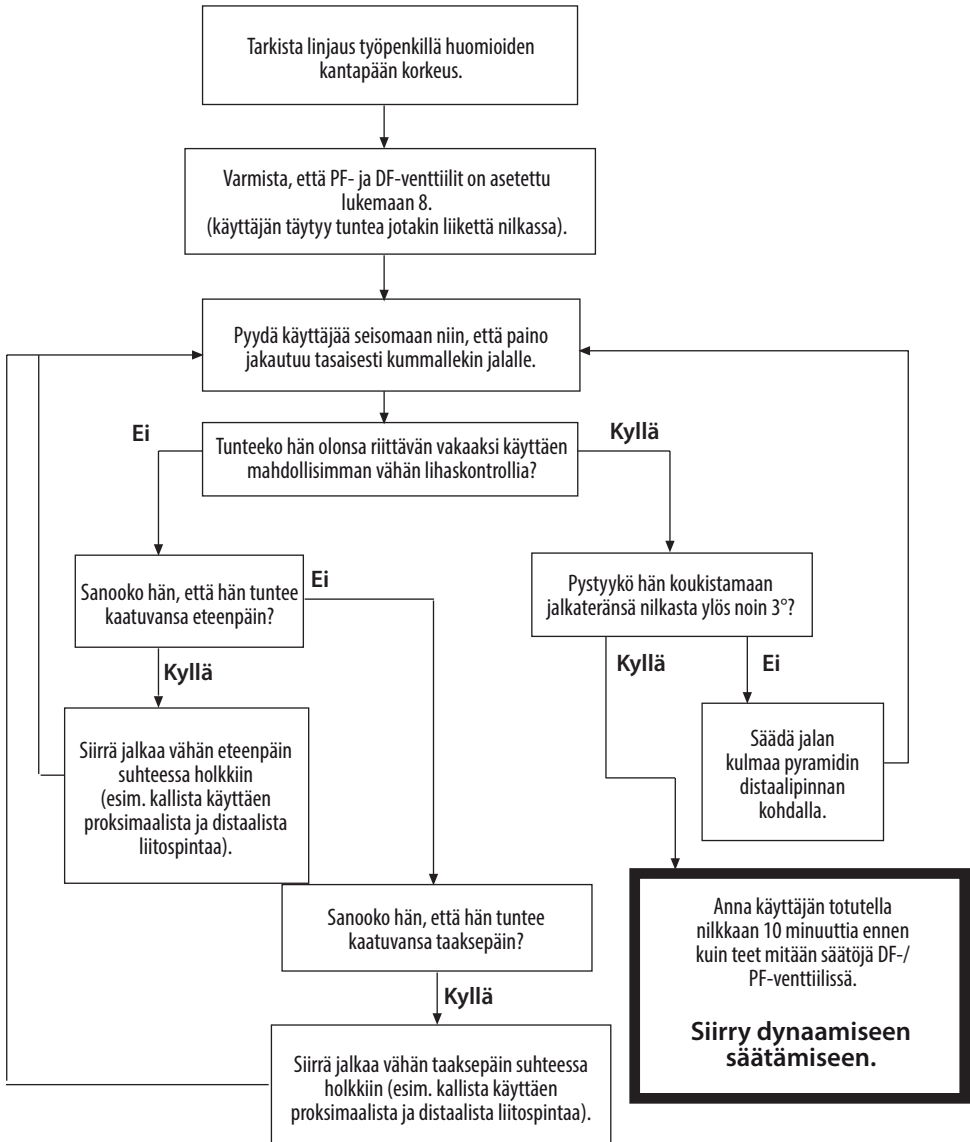 Tarkista linjaus työpenkillä huomioiden
kantapään korkeus.
Varmista, että PF- ja DF-venttiilit on asetettu
lukemaan 8.
(käyttäjän täytyy tuntea jotakin liikettä nilkassa).
Pyydä käyttäjää seisomaan niin, että paino
jakautuu tasaisesti kummallekin jalalle.
Ei
Kyllä
Tunteeko hän olonsa riittävän vakaaksi käyttäen
mahdollisimman vähän lihaskontrollia?
Sanooko hän, että hän tuntee
kaatuvansa eteenpäin?
Ei
Pystyykö hän koukistamaan
jalkateränsä nilkasta ylös noin 3°?
Kyllä
Kyllä
Ei
Siirrä jalkaa vähän eteenpäin
suhteessa holkkiin
(esim. kallista käyttäen
proksimaalista ja distaalista
liitospintaa).
Säädä jalan
kulmaa pyramidin
distaalipinnan
kohdalla.
Sanooko hän, että hän tuntee
kaatuvansa taaksepäin?
Kyllä
Siirrä jalkaa vähän taaksepäin suhteessa
holkkiin (esim. kallista käyttäen
proksimaalista ja distaalista liitospintaa).
Anna käyttäjän totutella
nilkkaan 10 minuuttia ennen
kuin teet mitään säätöjä DF-/
PF-venttiilissä.
Siirry dynaamiseen
säätämiseen.